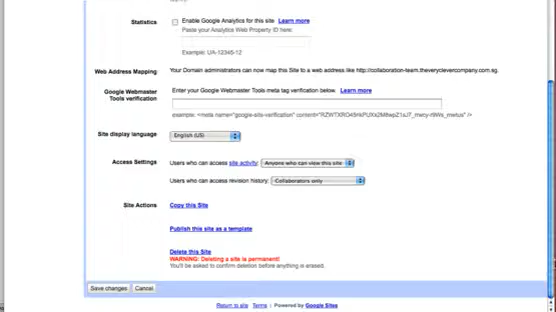 Statistics
Enable Google Analytics for this site. Learn more
Paste your Analytics Web Property ID here:
Example: UA-12345-12
Web Address Mapping
Your Domain administrators can now map this Site to a web address like http://collaboration-team.theveryclevercompany.com.sg.
Google Webmaster Tools verification
Enter your Google Webmaster Tools meta tag verification below. Learn more
example: <meta name="google-site-verification" />
Site display language
English (US)
Access Settings
Users who can access site activity: Anyone who can view this site
Users who can access revision history: Collaborators only
Site Actions
Copy this Site
Publish this site as a template
Delete this Site
WARNING: Deleting a site is permanent!
You'll be asked to confirm deletion before anything is erased.
Save changes Cancel
Return to site Terms | Powered by Google Sites